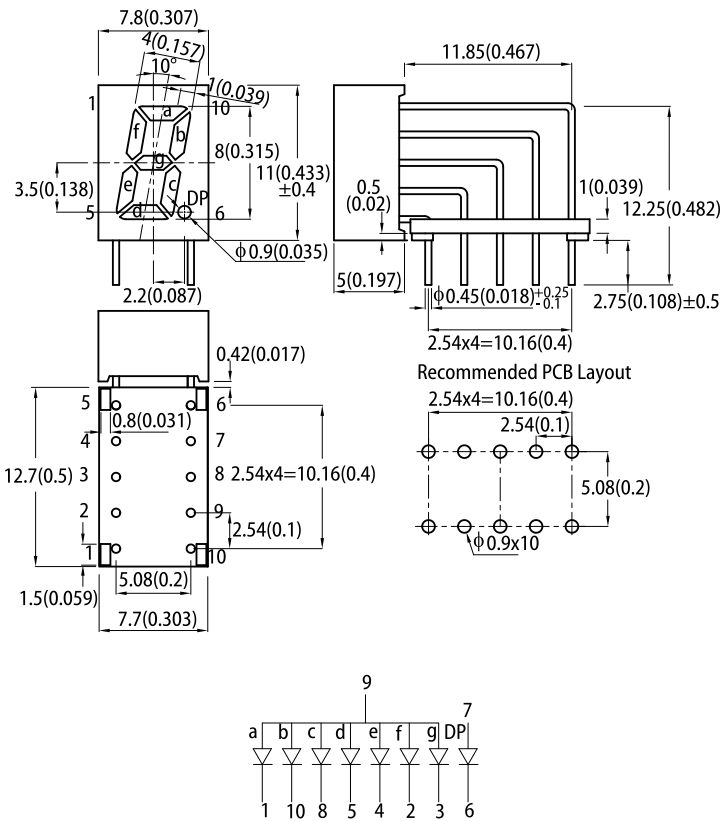 7.8(0.307)
4(0.157)
10°
1(0.039)
1
10
a
f
b
g
e
c
d
DP
5
6
8(0.315)
11(0.433)
±0.4
3.5(0.138)
ϕ0.9(0.035)
2.2(0.087)
11.85(0.467)
0.5
(0.02)
1(0.039)
12.25(0.482)
5(0.197)
ϕ0.45(0.018)+0.25
-0.1
2.75(0.108)±0.5
2.54x4=10.16(0.4)
0.42(0.017)
5
6
0.8(0.031)
4
7
12.7(0.5)
3
8
2.54x4=10.16(0.4)
2
9
2.54(0.1)
1
10
5.08(0.2)
1.5(0.059)
7.7(0.303)
Recommended PCB Layout
2.54x4=10.16(0.4)
2.54(0.1)
5.08(0.2)
ϕ0.9x10
9
7
a b c d e f g DP
1 10 8 5 4 2 3 6